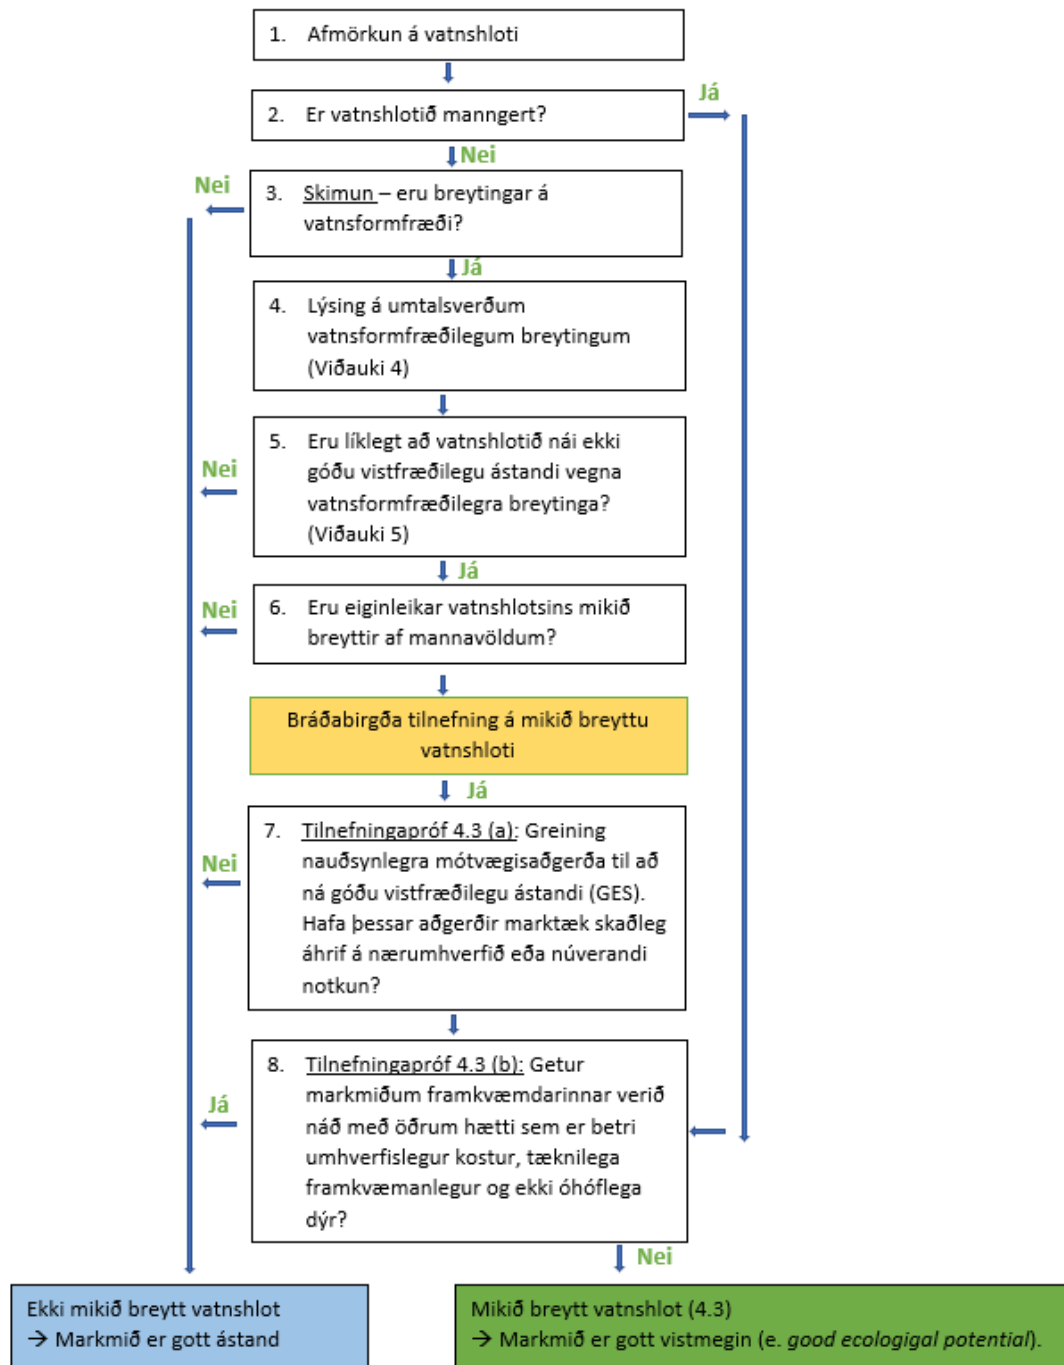 1. Afmörkun á vatnshloti
2. Er vatnshlotið manngert?
Já
Nei
Nei
3. Skimun – eru breytingar á
vatnsformfræði?
Já
4. Lýsing á umtalsverðum
vatnsformfræðilegum breytingum
(Viðauki 4)
5. Eru líklegt að vatnshlotið nái ekki
góðu vistfræðilegu ástandi vegna
vatnsformfræðilegra breytinga?
(Viðauki 5)
Nei
Já
6. Eru eiginleikar vatnshlotsins mikið
breyttir af mannavöldum?
Nei
Bráðabirgða tilnefning á mikið breyttu
vatnshloti
Já
7. Tilnefningapróf 4.3 (a): Greining
nauðsynlegra mótvægisaðgerða til að
ná góðu vistfræðilegu ástandi (GES).
Hafa þessar aðgerðir marktæk skaðleg
áhrif á nærumhverfið eða núverandi
notkun?
Nei
8. Tilnefningapróf 4.3 (b): Getur
markmiðum framkvæmdarinnar verið
náð með öðrum hætti sem er betri
umhverfislegur kostur, tæknilega
framkvæmanlegur og ekki óhóflega
dýr?
Já
Nei
Ekki mikið breytt vatnshlot
→ Markmið er gott ástand
Mikið breytt vatnshlot (4.3)
→ Markmið er gott vistmegin (e. good ecologigal potential).